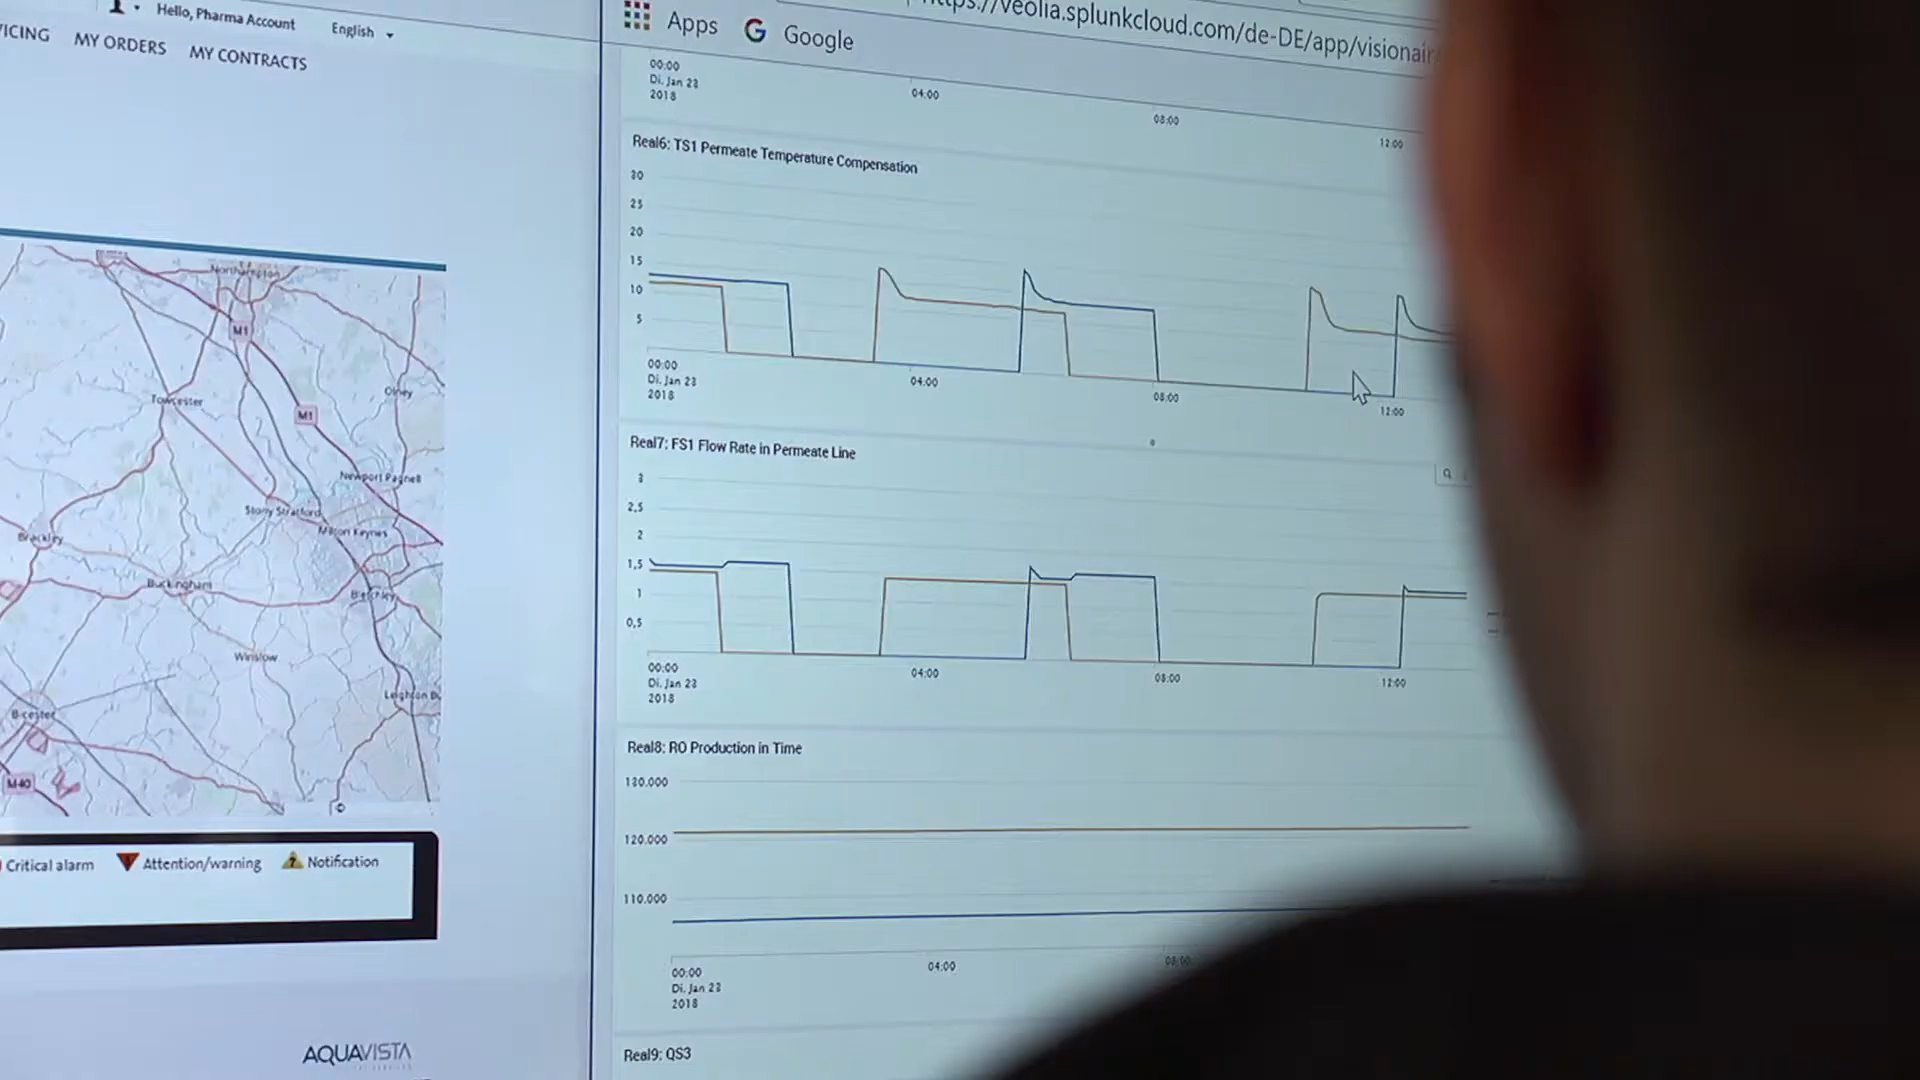 Hello, Pharma Account
English
MY ORDERS
MY CONTRACTS
Northampton
M1
M1
Towcester
Olney
Newport Pagnell
Stony Stratford
Milton Keynes
Brackley
Buckingham
Bletchley
Winslow
Bicester
M40
Critical alarm
Attention/warning
Notification
AQUAVISTA
veolia.splunkcloud.com/de-DE/app/visionair
Apps
Google
00:00
Di. Jan 23
2018
04:00
08:00
12:00
Real6: TS1 Permeate Temperature Compensation
30
25
20
15
10
5
00:00
Di. Jan 23
2018
04:00
08:00
12:00
Real7: FS1 Flow Rate in Permeate Line
3
2,5
2
1,5
1
0,5
00:00
Di. Jan 23
2018
04:00
08:00
12:00
Real8: RO Production in Time
130.000
120.000
110.000
00:00
Di. Jan 23
2018
04:00
08:00
Real9: QS3